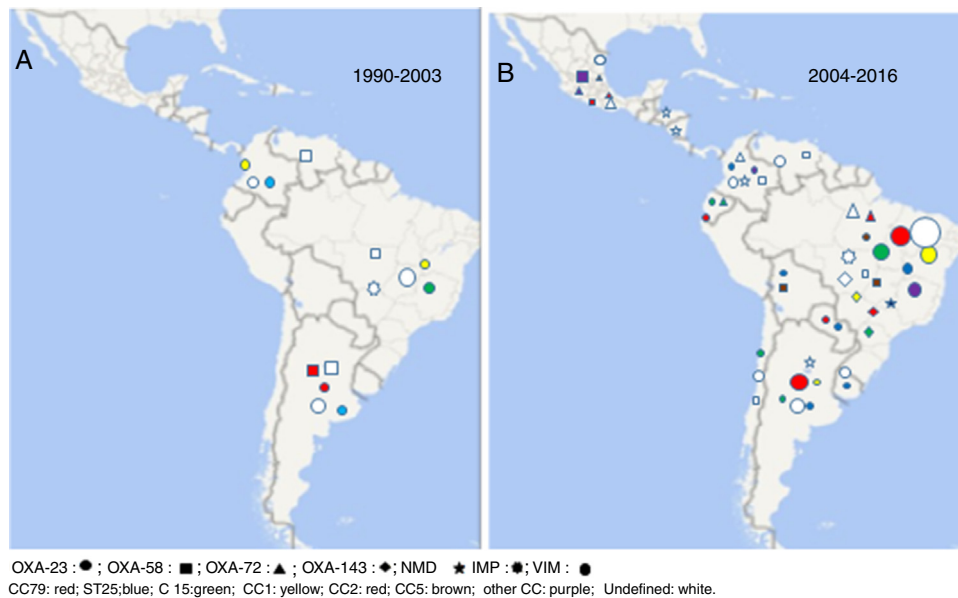 A
1990-2003
B
2004-2016
OXA-23 : ; OXA-58 : ; OXA-72 : ; OXA-143 : ; NMD IMP : ; VIM :
CC79: red; ST25;blue; C 15:green; CC1: yellow; CC2: red; CC5: brown; other CC: purple; Undefined: white.